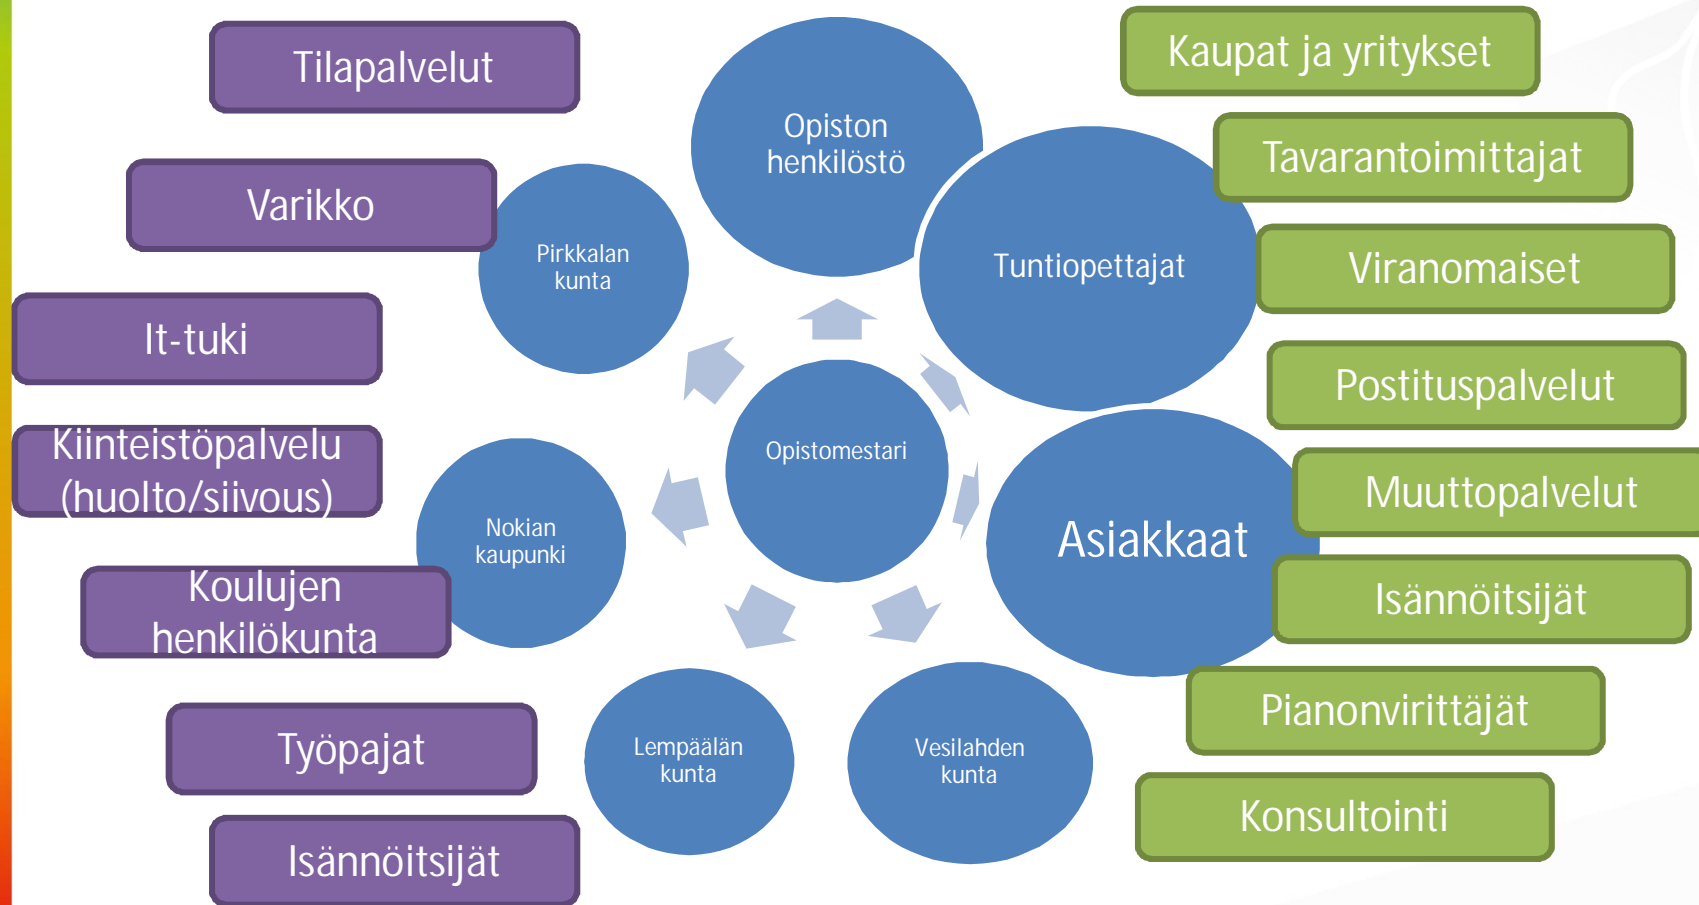 Tilapalvelut
Varikko
It-tuki
Kiinteistöpalvelu
(huolto/siivous)
Koulujen
henkilökunta
Työpajat
Isännöitsijät
Opiston
henkilöstö
Pirkkalan
kunta
Tuntiopettajat
Opistomestari
Nokian
kaupunki
Asiakkaat
Lempäälän
kunta
Vesilahden
kunta
Kaupat ja yritykset
Tavarantoimittajat
Viranomaiset
Postituspalvelut
Muuttopalvelut
Isännöitsijät
Pianonvirittäjät
Konsultointi